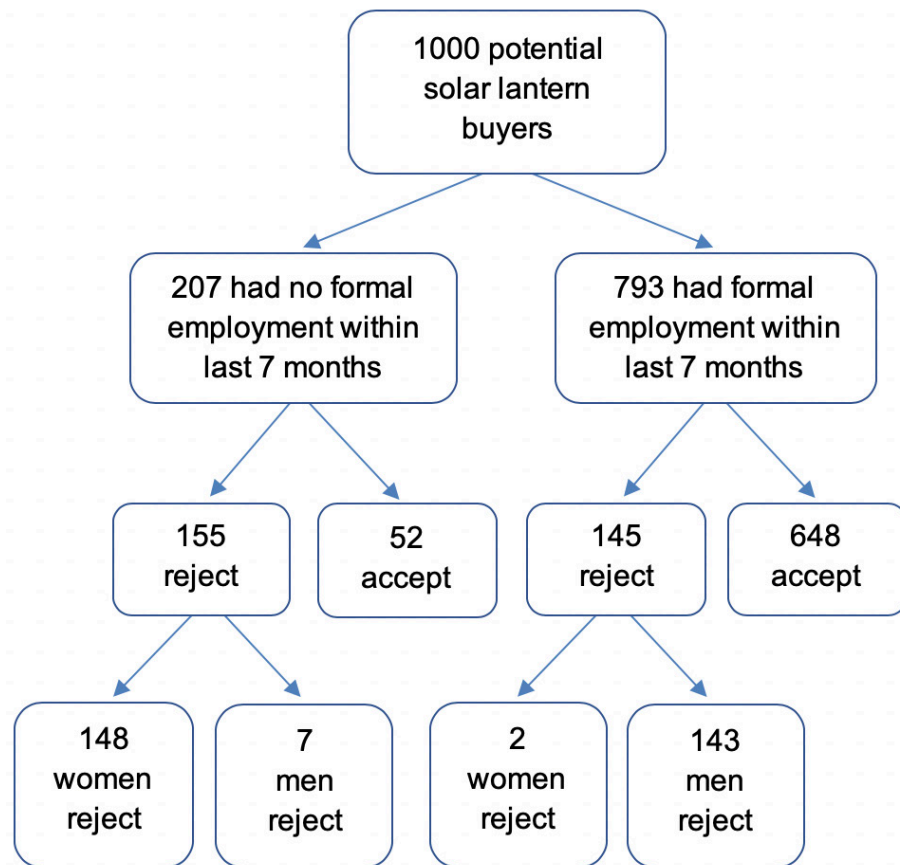 1000 potential
solar lantern
buyers
207 had no formal
employment within
last 7 months
793 had formal
employment within
last 7 months
155
reject
52
accept
145
reject
648
accept
148
women
reject
7
men
reject
2
women
reject
143
men
reject